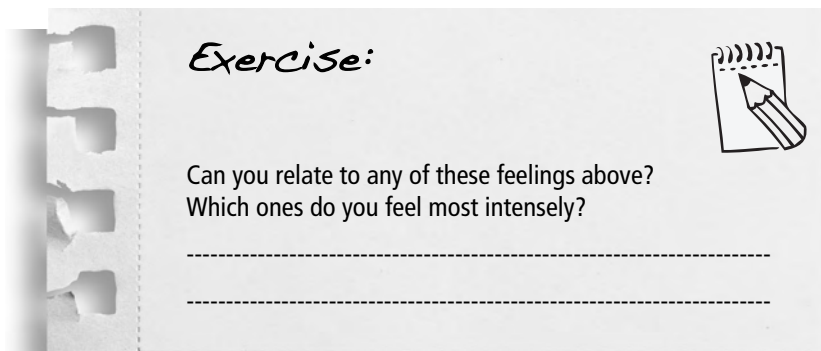 Exercise:
Can you relate to any of these feelings above?
Which ones do you feel most intensely?